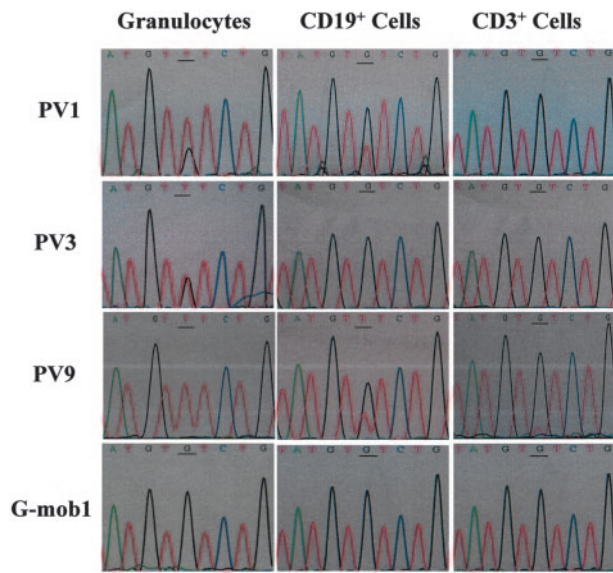 Granulocytes CD19+ Cells CD3+ Cells
PV1
A T G T T T C T G T A T G T G T C T G T A T G T G T C T G
PV3
A T G T T T C T G T A T G T G T C T G T A T G T G T C T G
PV9
A T G T T T C T G T A T G T T T C T G T A T G T G T C T G
G-mob1
A T G T G T C T G T A T G T G T C T G T A T G T G T C T G